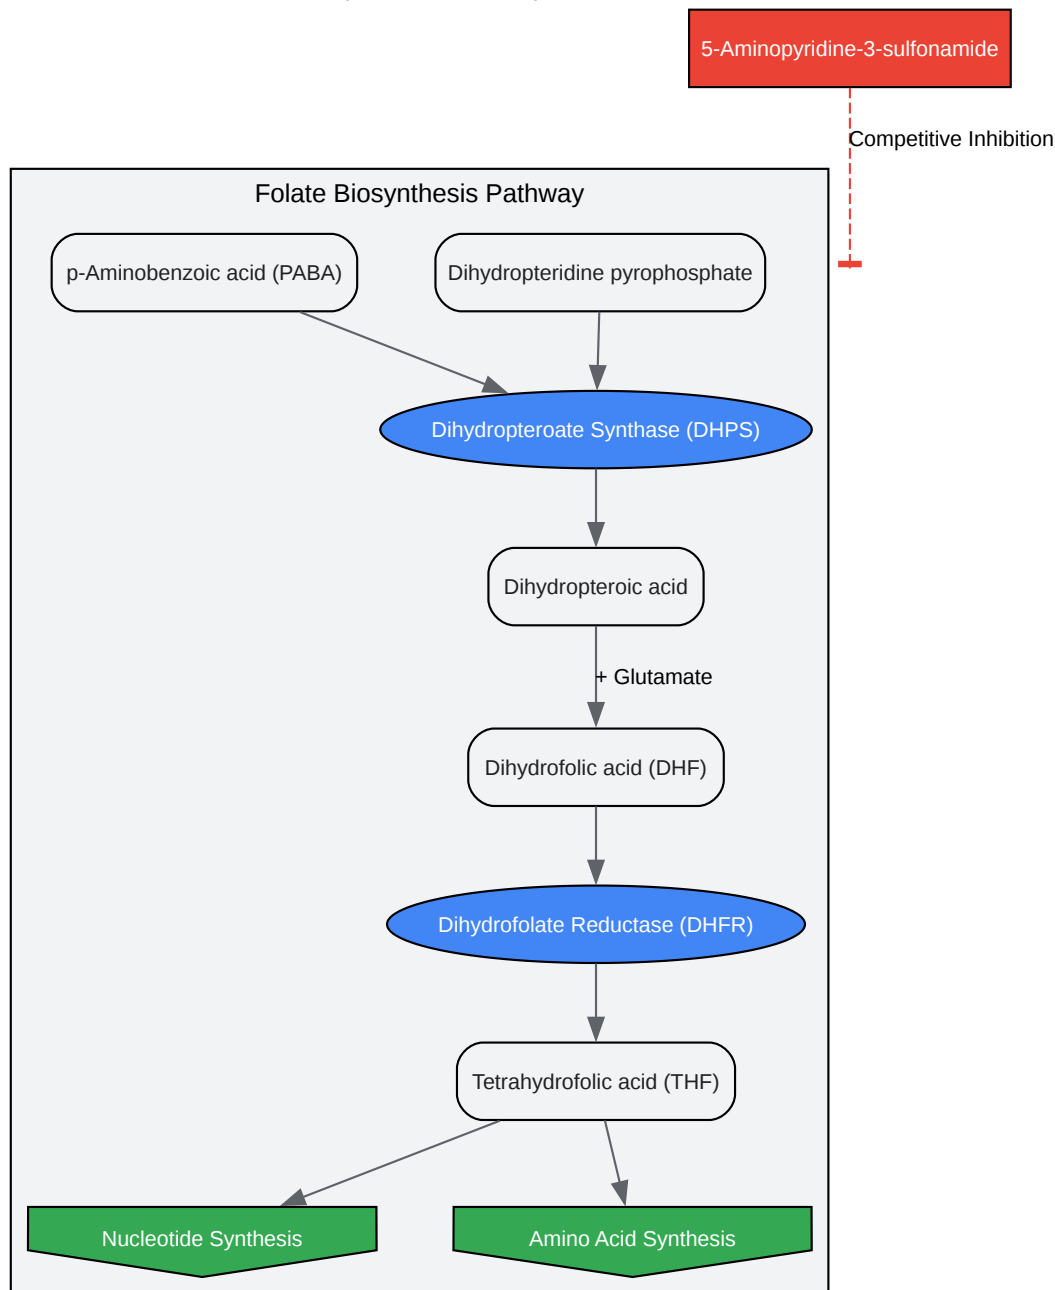 5-Aminopyridine-3-sulfonamide
Competitive Inhibition
Folate Biosynthesis Pathway
p-Aminobenzoic acid (PABA)
Dihydropteridine pyrophosphate
Dihydropteroate Synthase (DHPS)
Dihydropteroic acid
+ Glutamate
Dihydrofolic acid (DHF)
Dihydrofolate Reductase (DHFR)
Tetrahydrofolic acid (THF)
Nucleotide Synthesis
Amino Acid Synthesis